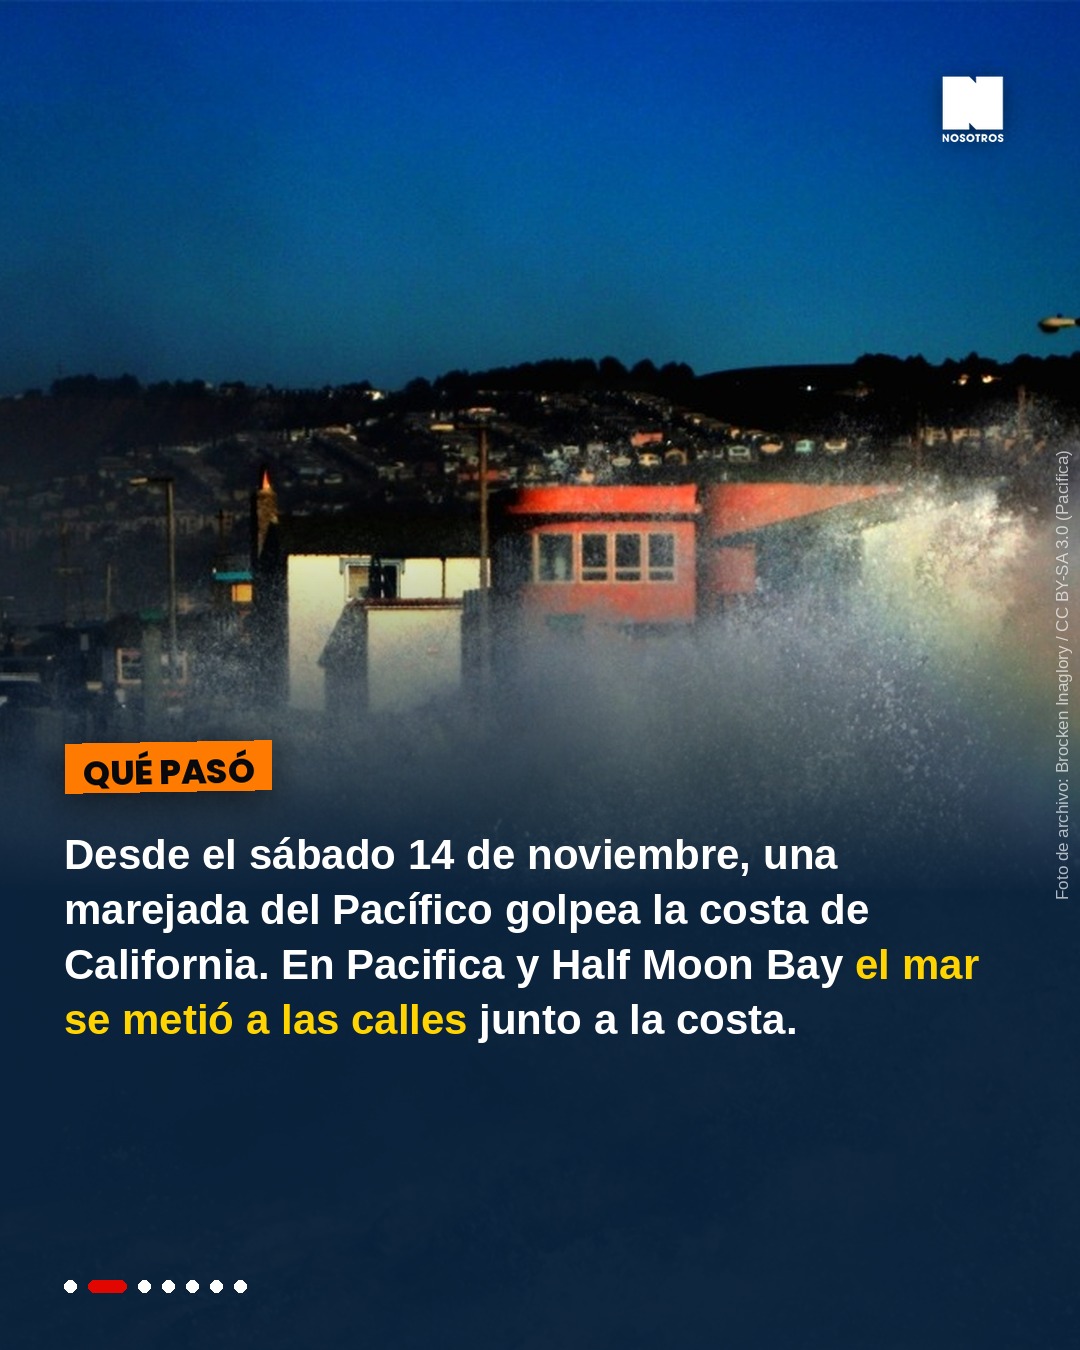 NOSOTROS
Foto de archivo: Brocken Inaglory / CC BY-SA 3.0 (Pacifica)
QUÉ PASÓ
Desde el sábado 14 de noviembre, una
marejada del Pacífico golpea la costa de
California. En Pacifica y Half Moon Bay el mar
se metió a las calles junto a la costa.